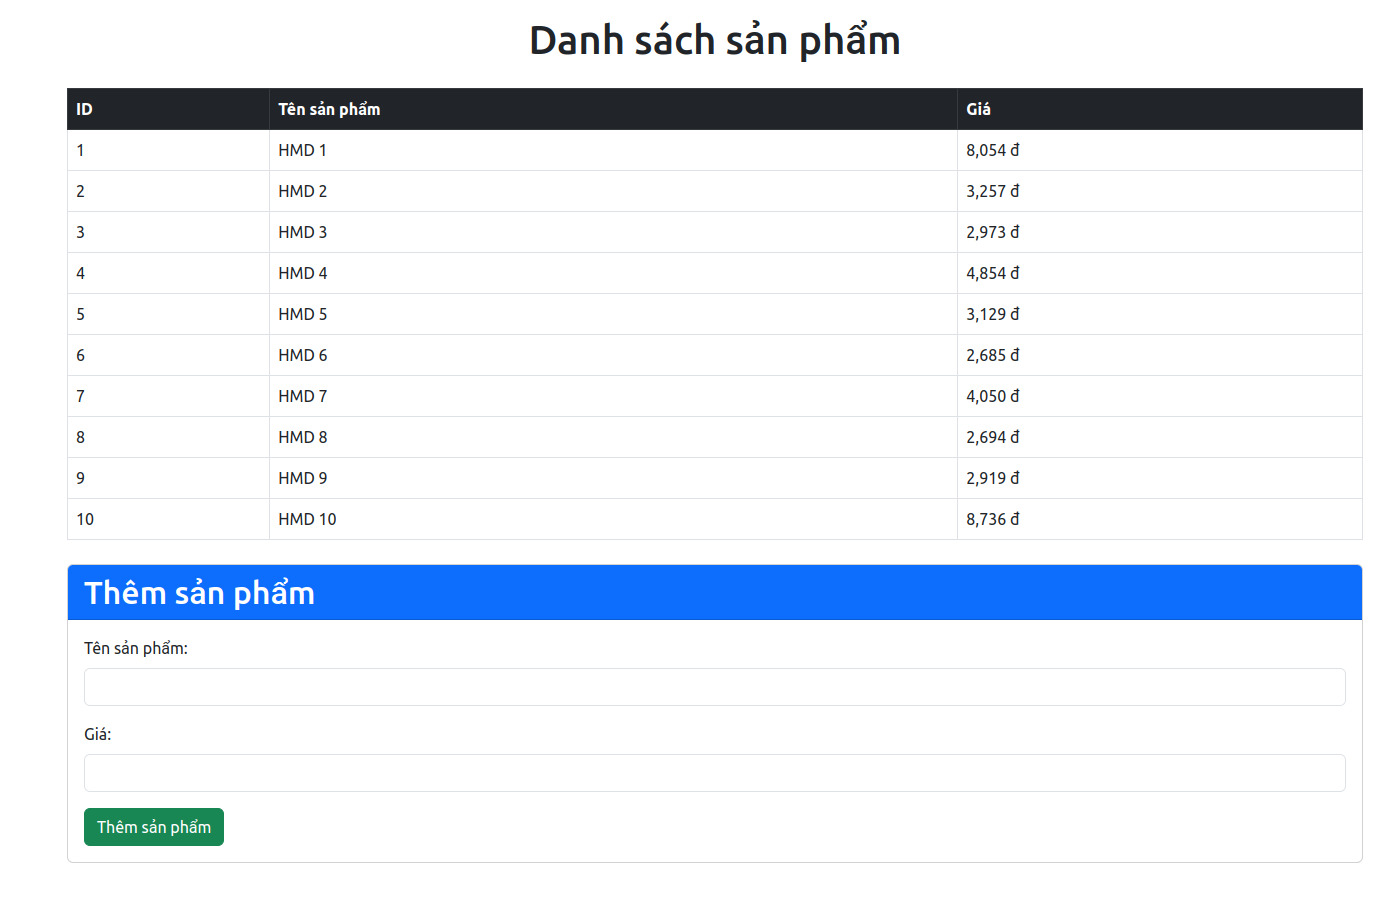 Danh sách sản phẩm
ID Tên sản phẩm Giá
1 HMD 1 8,054 đ
2 HMD 2 3,257 đ
3 HMD 3 2,973 đ
4 HMD 4 4,854 đ
5 HMD 5 3,129 đ
6 HMD 6 2,685 đ
7 HMD 7 4,050 đ
8 HMD 8 2,694 đ
9 HMD 9 2,919 đ
10 HMD 10 8,736 đ
Thêm sản phẩm
Tên sản phẩm:
Giá:
Thêm sản phẩm